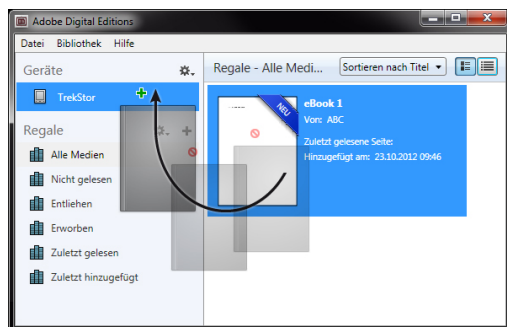 Adobe Digital Editions
Datei Bibliothek Hilfe
Geräte
TrekStor
Regale
Alle Medien
Nicht gelesen
Entliehen
Erworben
Zuletzt gelesen
Zuletzt hinzugefügt
Regale - Alle Medi... Sortieren nach Titel
NEU
eBook 1
Von: ABC
Zuletzt gelesene Seite:
Hinzugefügt am: 23.10.2012 09:46